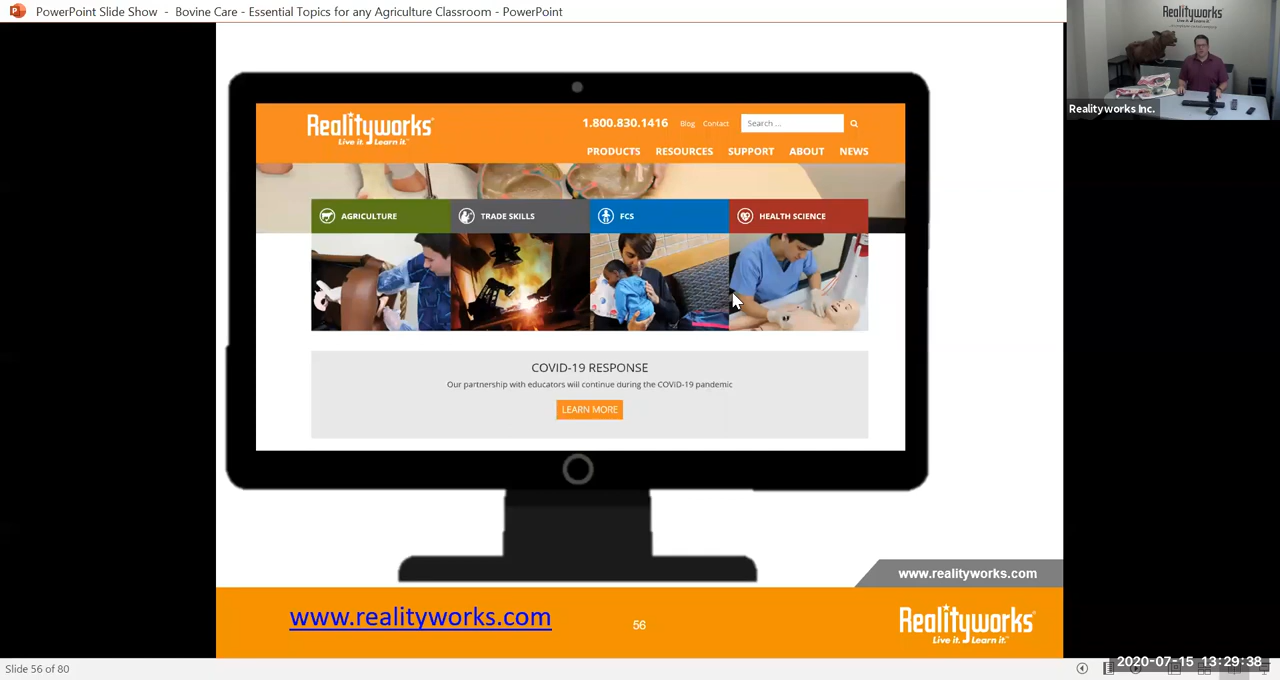 PowerPoint Slide Show - Bovine Care - Essential Topics for any Agriculture Classroom - PowerPoint
Realityworks
Realityworks Inc.
Realityworks
Live it. Learn it.
1.800.830.1416 Blog Contact Search ...
PRODUCTS RESOURCES SUPPORT ABOUT NEWS
AGRICULTURE TRADE SKILLS FCS HEALTH SCIENCE
COVID-19 RESPONSE
Our partnership with educators will continue during the COVID-19 pandemic
LEARN MORE
www.realityworks.com
www.realityworks.com
56
Realityworks
Live it. Learn it.
Slide 56 of 80
2020-07-15 13:29:38